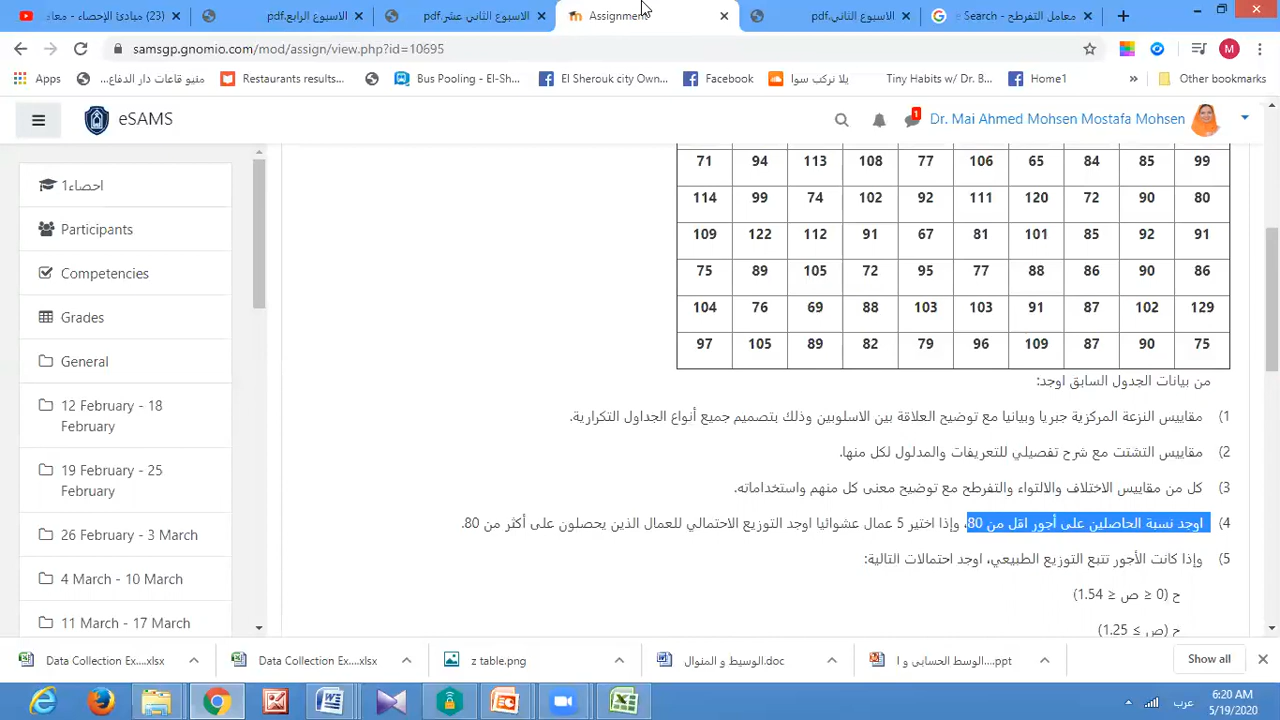 (23) مبادئ الإحصاء - معاد
الاسبوع الرابع.pdf
الاسبوع الثاني عشر.pdf
Assignment
الاسبوع الثاني.pdf
معامل التفرطح - Search e
samsgp.gnomio.com/mod/assign/view.php?id=10695
M
Apps
منيو قاعات دار الدفاع...
Restaurants results...
Bus Pooling - El-Sh...
El Sherouk city Own...
Facebook
يلا نركب سوا
Tiny Habits w/ Dr. B...
Home1
»
Other bookmarks
eSAMS
1
Dr. Mai Ahmed Mohsen Mostafa Mohsen
احصاء1
Participants
Competencies
Grades
General
12 February - 18
February
19 February - 25
February
26 February - 3 March
4 March - 10 March
11 March - 17 March
71 94 113 108 77 106 65 84 85 99
114 99 74 102 92 111 120 72 90 80
109 122 112 91 67 81 101 85 92 91
75 89 105 72 95 77 88 86 90 86
104 76 69 88 103 103 91 87 102 129
97 105 89 82 79 96 109 87 90 75
من بيانات الجدول السابق اوجد:
1) مقاييس النزعة المركزية جبريا وبيانيا مع توضيح العلاقة بين الاسلوبين وذلك بتصميم جميع أنواع الجداول التكرارية.
2) مقاييس التشتت مع شرح تفصيلي للتعريفات والمدلول لكل منها.
3) كل من مقاييس الاختلاف والالتواء والتفرطح مع توضيح معنى كل منهم واستخداماته.
4) اوجد نسبة الحاصلين على أجور اقل من 80، وإذا اختير 5 عمال عشوائيا اوجد التوزيع الاحتمالي للعمال الذين يحصلون على أكثر من 80.
5) وإذا كانت الأجور تتبع التوزيع الطبيعي، اوجد احتمالات التالية:
ح (0 ≤ ص ≤ 1.54)
ح (ص ≥ 1.25)
Data Collection Ex....xlsx
Data Collection Ex....xlsx
z table.png
الوسيط و المنوال.doc
الوسط الحسابى و ا....ppt
Show all
عرب
6:20 AM
5/19/2020